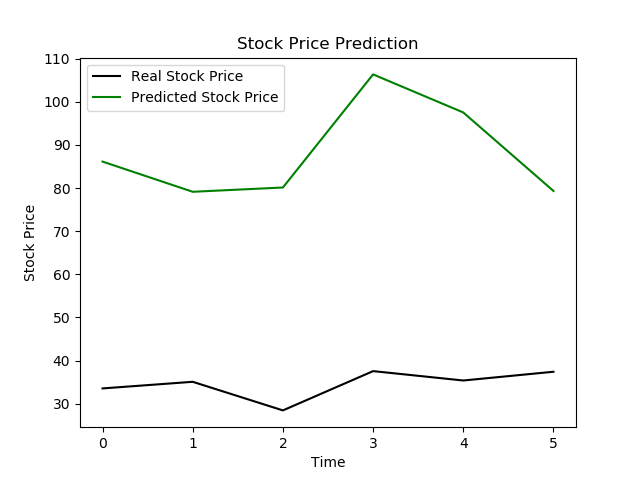 Stock Price Prediction
Real Stock Price
Predicted Stock Price
Stock Price
110
100
90
80
70
60
50
40
30
0 1 2 3 4 5
Time